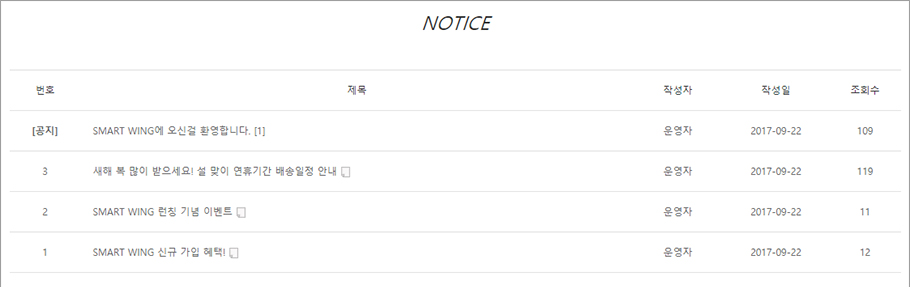 NOTICE
번호 제목 작성자 작성일 조회수
[공지] SMART WING에 오신걸 환영합니다. [1] 운영자 2017-09-22 109
3 새해 복 많이 받으세요! 설 맞이 연휴기간 배송일정 안내 운영자 2017-09-22 119
2 SMART WING 런칭 기념 이벤트 운영자 2017-09-22 11
1 SMART WING 신규 가입 혜택! 운영자 2017-09-22 12